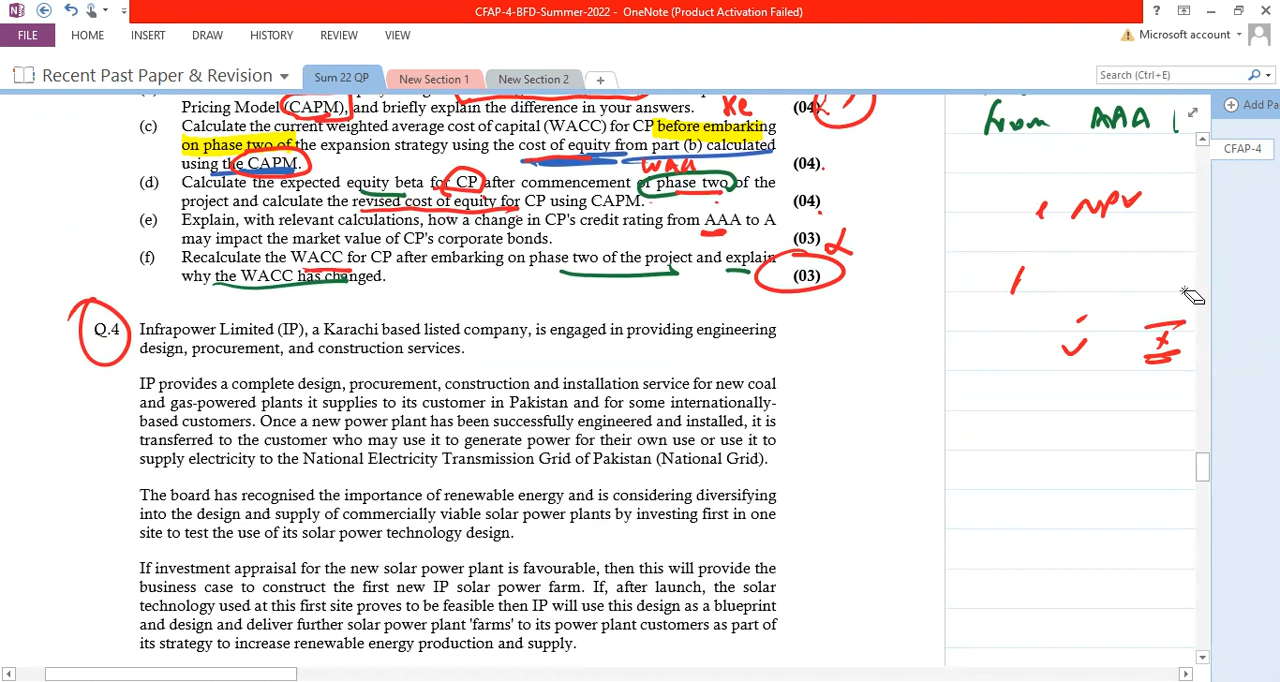 CFAP-4-BFD-Summer-2022 - OneNote (Product Activation Failed)
FILE HOME INSERT DRAW HISTORY REVIEW VIEW
Microsoft account
Recent Past Paper & Revision Sum 22 QP New Section 1 New Section 2
Search (Ctrl+E)
Add Pa
CFAP-4
from AAA
Pricing Model (CAPM), and briefly explain the difference in your answers. (04)
Ke
(c) Calculate the current weighted average cost of capital (WACC) for CP before embarking
on phase two of the expansion strategy using the cost of equity from part (b) calculated
using the CAPM. (04)
(d) Calculate the expected equity beta for CP after commencement of phase two of the
project and calculate the revised cost of equity for CP using CAPM. (04)
NPV
(e) Explain, with relevant calculations, how a change in CP's credit rating from AAA to A
may impact the market value of CP's corporate bonds. (03)
(f) Recalculate the WACC for CP after embarking on phase two of the project and explain
why the WACC has changed. (03)
Q.4 Infrapower Limited (IP), a Karachi based listed company, is engaged in providing engineering
design, procurement, and construction services.
IP provides a complete design, procurement, construction and installation service for new coal
and gas-powered plants it supplies to its customer in Pakistan and for some internationally-
based customers. Once a new power plant has been successfully engineered and installed, it is
transferred to the customer who may use it to generate power for their own use or use it to
supply electricity to the National Electricity Transmission Grid of Pakistan (National Grid).
The board has recognised the importance of renewable energy and is considering diversifying
into the design and supply of commercially viable solar power plants by investing first in one
site to test the use of its solar power technology design.
If investment appraisal for the new solar power plant is favourable, then this will provide the
business case to construct the first new IP solar power farm. If, after launch, the solar
technology used at this first site proves to be feasible then IP will use this design as a blueprint
and design and deliver further solar power plant 'farms' to its power plant customers as part of
its strategy to increase renewable energy production and supply.